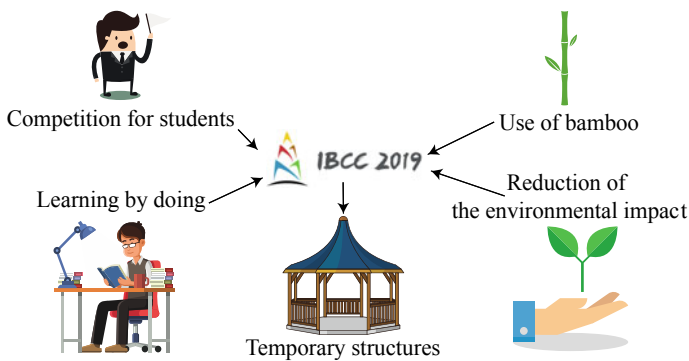 Competition for students
Use of bamboo
IBCC 2019
Learning by doing
Reduction of
the environmental impact
Temporary structures